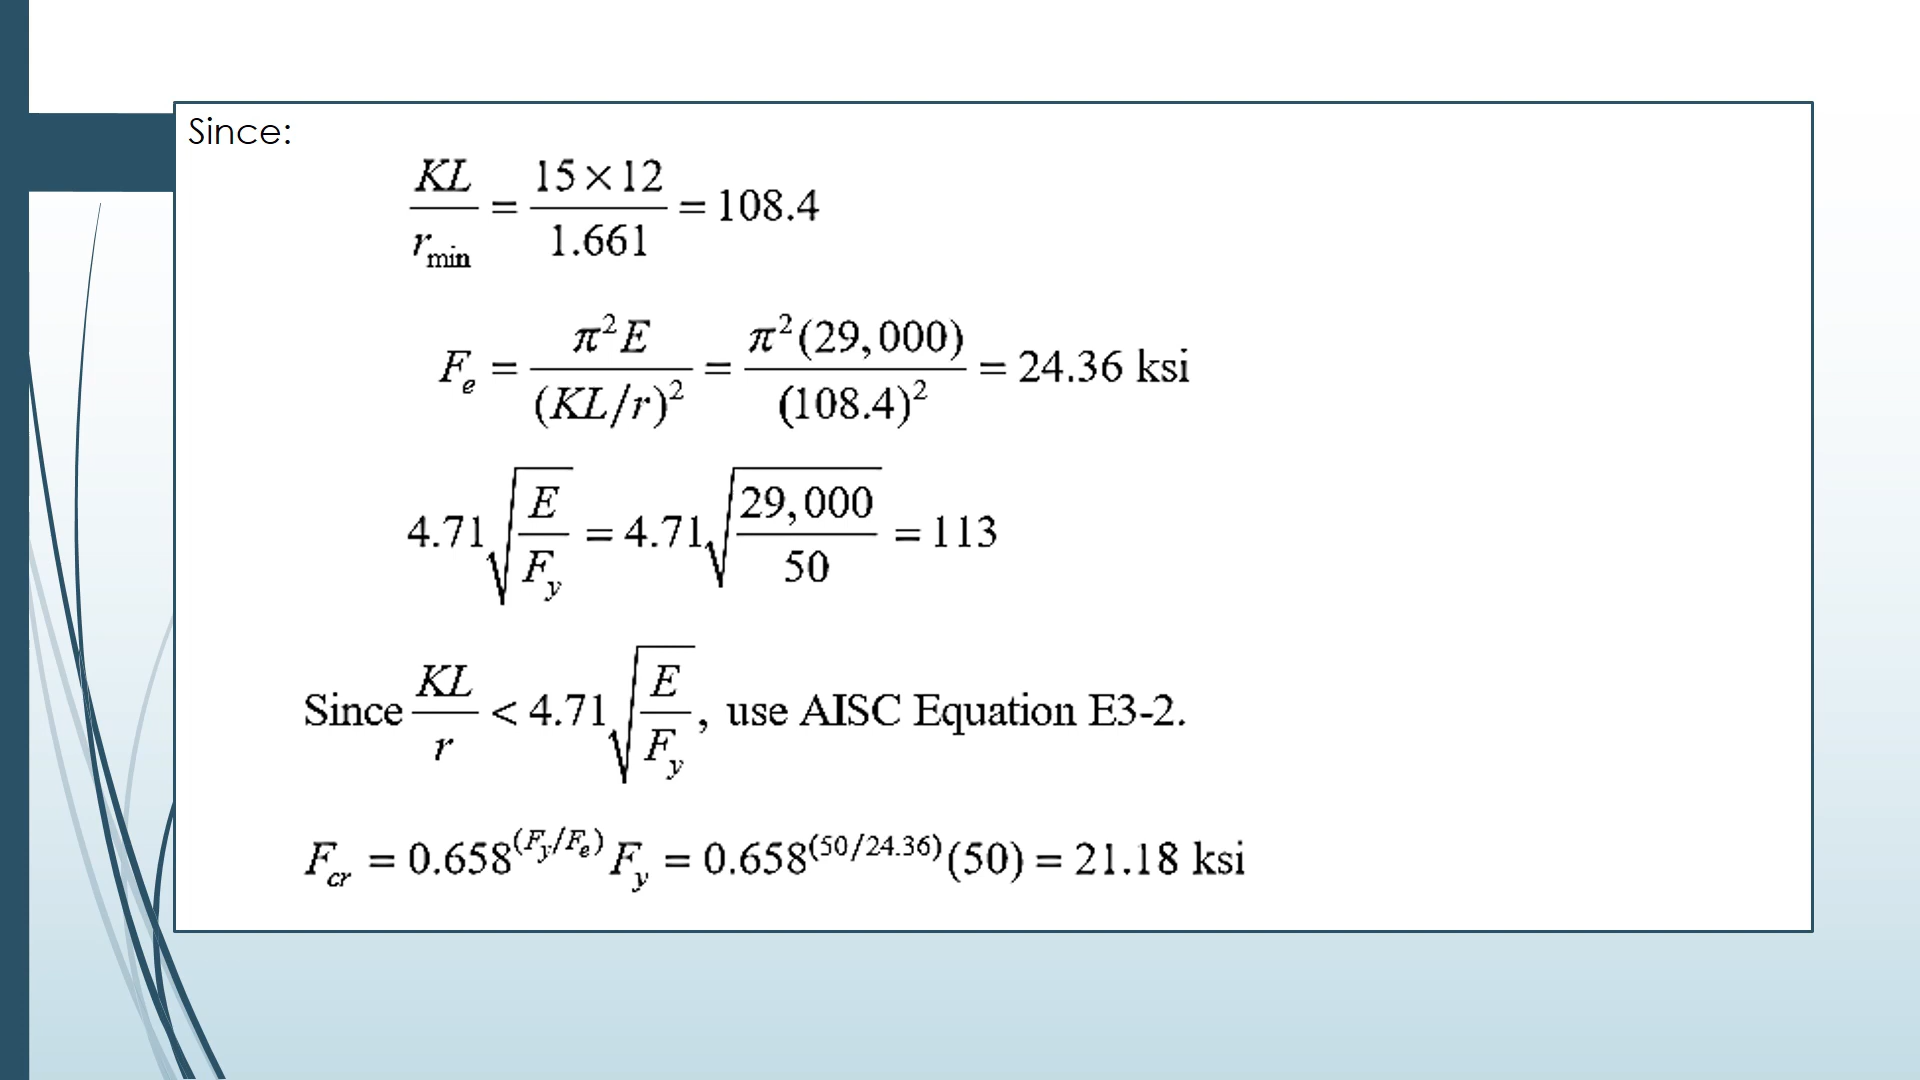 Since:
KL/r_min = 15×12/1.661 = 108.4
F_e = π²E/(KL/r)² = π²(29,000)/(108.4)² = 24.36 ksi
4.71√(E/F_y) = 4.71√(29,000/50) = 113
Since KL/r < 4.71√(E/F_y), use AISC Equation E3-2.
F_cr = 0.658^(F_y/F_e) F_y = 0.658^(50/24.36) (50) = 21.18 ksi